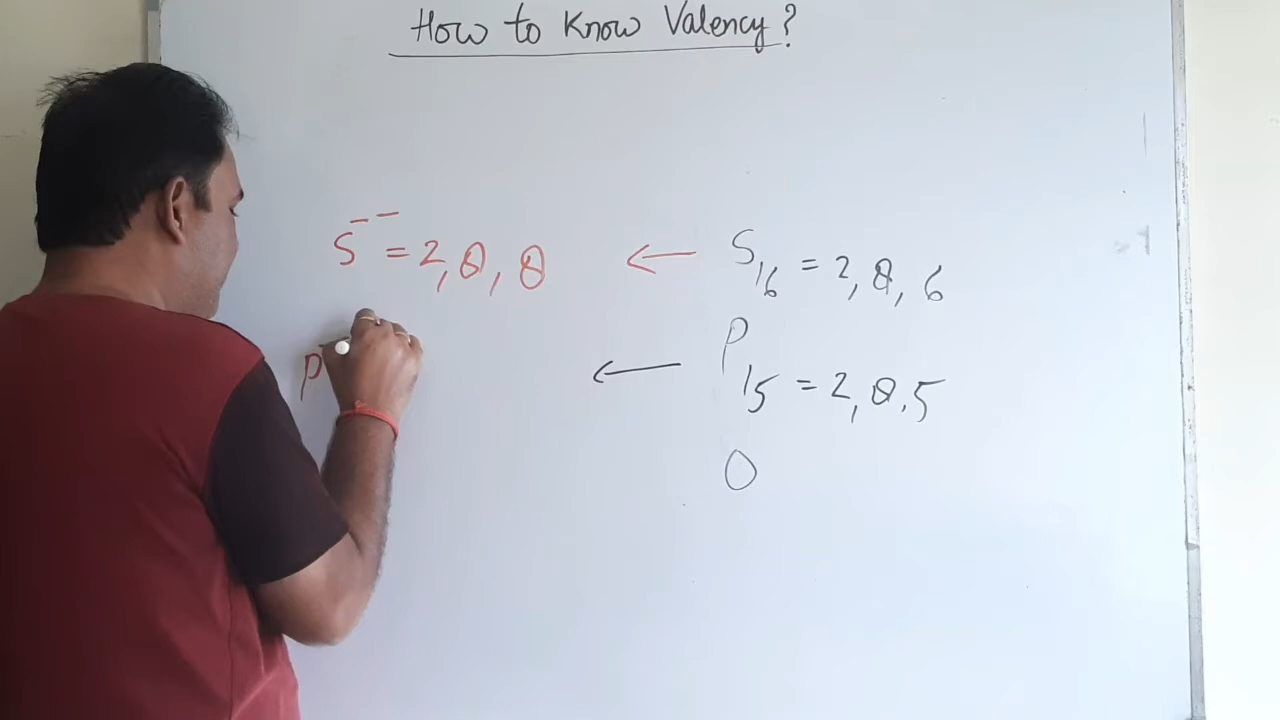 How to Know Valency?
S-- = 2, 8, 8 ← S16 = 2, 8, 6
P ← P15 = 2, 8, 5
O